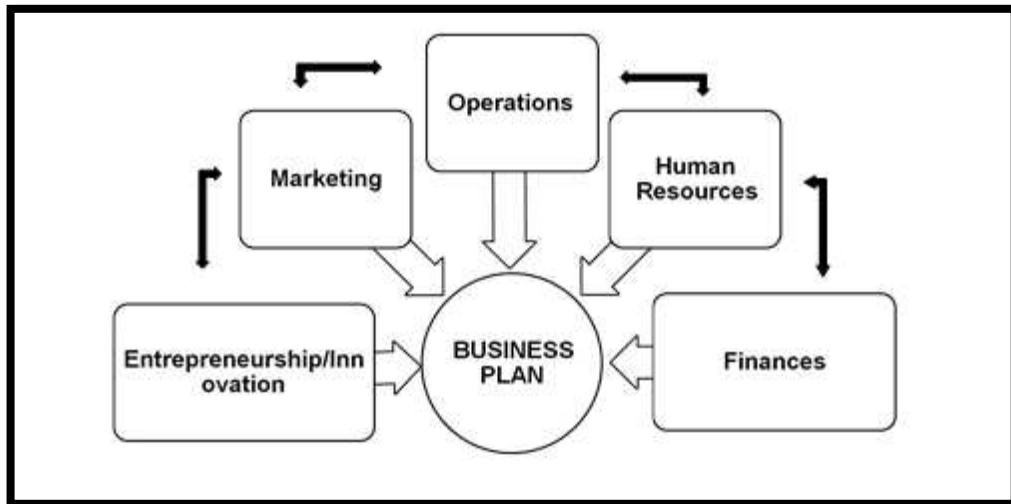 Operations
Marketing
Human
Resources
Entrepreneurship/Inn
ovation
BUSINESS
PLAN
Finances